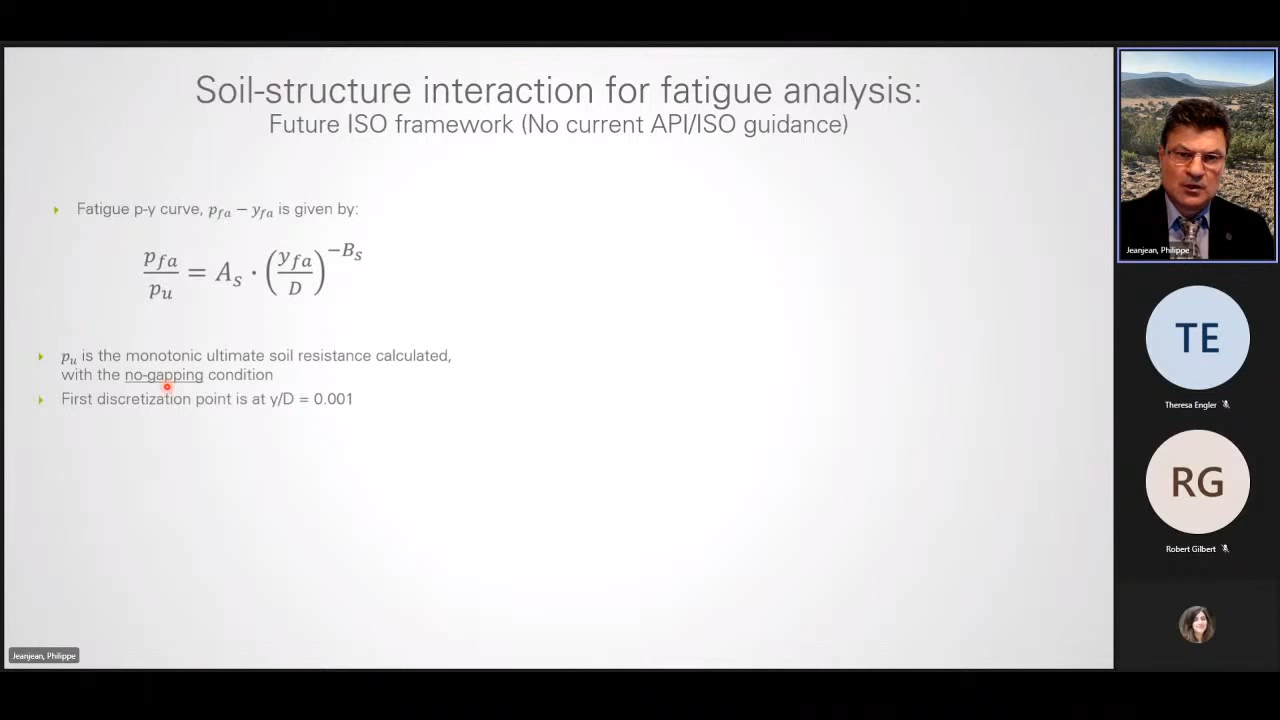 Soil-structure interaction for fatigue analysis:
Future ISO framework (No current API/ISO guidance)
Fatigue p-y curve, p_fa − y_fa is given by:
p_fa / p_u = A_s · (y_fa / D)^−B_s
p_u is the monotonic ultimate soil resistance calculated,
with the no-gapping condition
First discretization point is at y/D = 0.001
Jeanjean, Philippe
Jeanjean, Philippe
TE
Theresa Engler
RG
Robert Gilbert